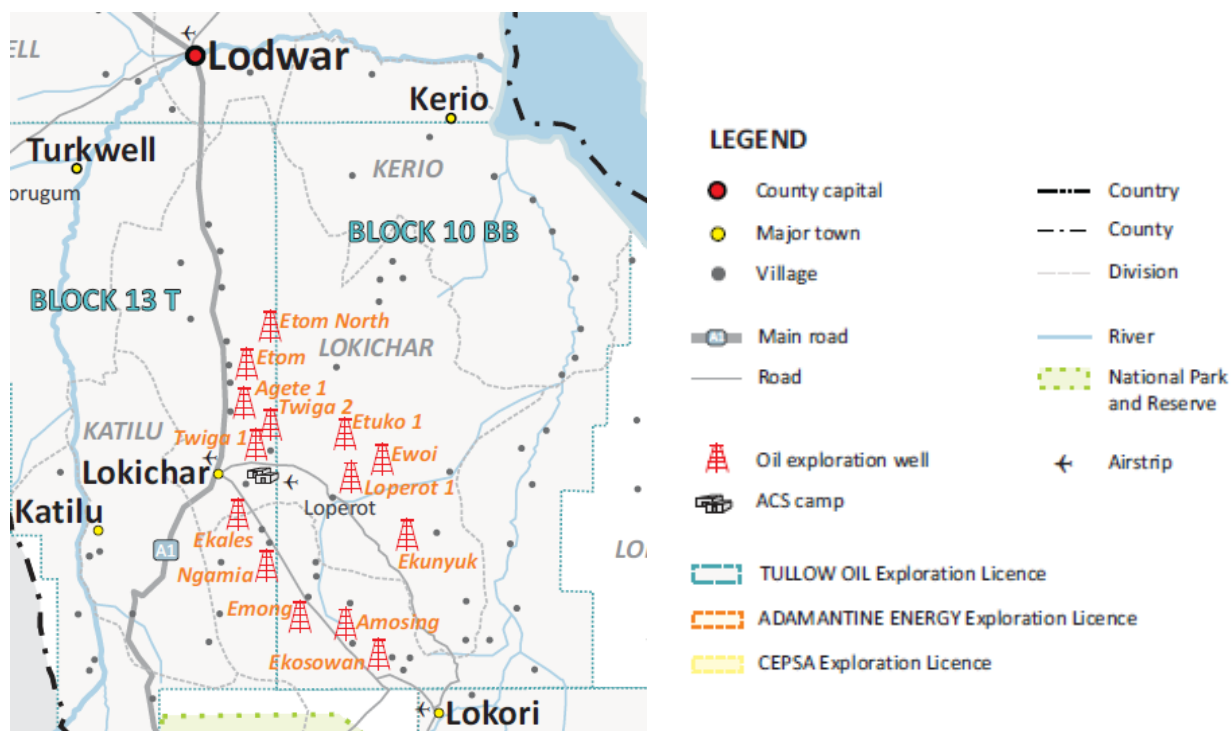 ELL
Lodwar
Kerio
Turkwell
orugum
KERIO
BLOCK 10 BB
BLOCK 13 T
Etom North
LOKICHAR
Etom
Agete 1
Twiga 2
Etuko 1
KATILU
Twiga 1
Ewoi
Lokichar
Loperot 1
Loperot
Katilu
Ekales
A1
Ekunyuk
LO
Ngamia
Emong
Amosing
Ekosowan
Lokori
LEGEND
County capital
Country
Major town
County
Village
Division
A1
Main road
River
Road
National Park
and Reserve
Oil exploration well
Airstrip
ACS camp
TULLOW OIL Exploration Licence
ADAMANTINE ENERGY Exploration Licence
CEPSA Exploration Licence